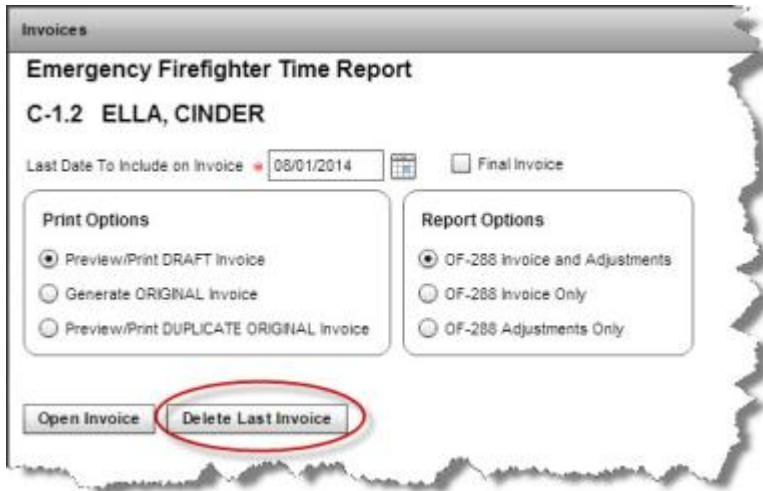 Invoices
Emergency Firefighter Time Report
C-1.2 ELLA, CINDER
Last Date To Include on Invoice * 08/01/2014 Final Invoice
Print Options
Preview/Print DRAFT Invoice
Generate ORIGINAL Invoice
Preview/Print DUPLICATE ORIGINAL Invoice
Report Options
OF-288 Invoice and Adjustments
OF-288 Invoice Only
OF-288 Adjustments Only
Open Invoice Delete Last Invoice